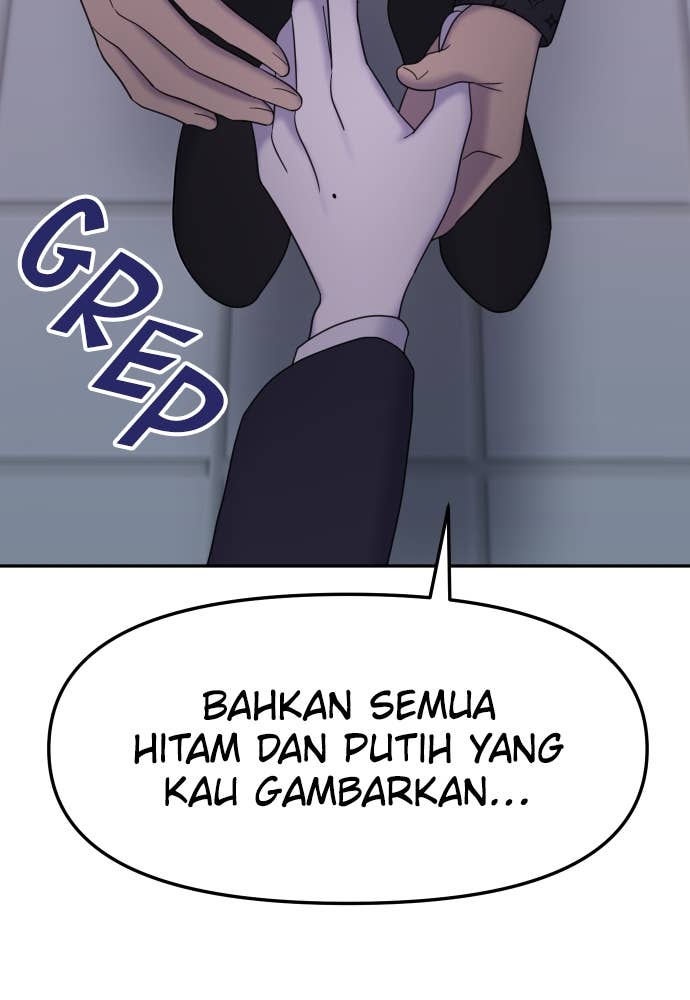 GREP
BAHKAN SEMUA
HITAM DAN PUTIH YANG
KAU GAMBARKAN...